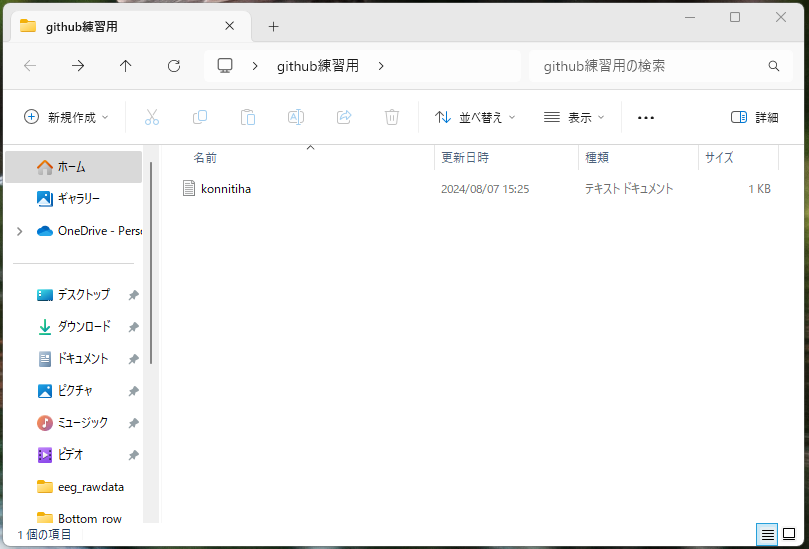 github練習用
github練習用
github練習用の検索
新規作成
並べ替え
表示
詳細
名前 更新日時 種類 サイズ
konnitiha 2024/08/07 15:25 テキスト ドキュメント 1 KB
ホーム
ギャラリー
OneDrive - Perso
デスクトップ
ダウンロード
ドキュメント
ピクチャ
ミュージック
ビデオ
eeg_rawdata
Bottom_row
1 個の項目